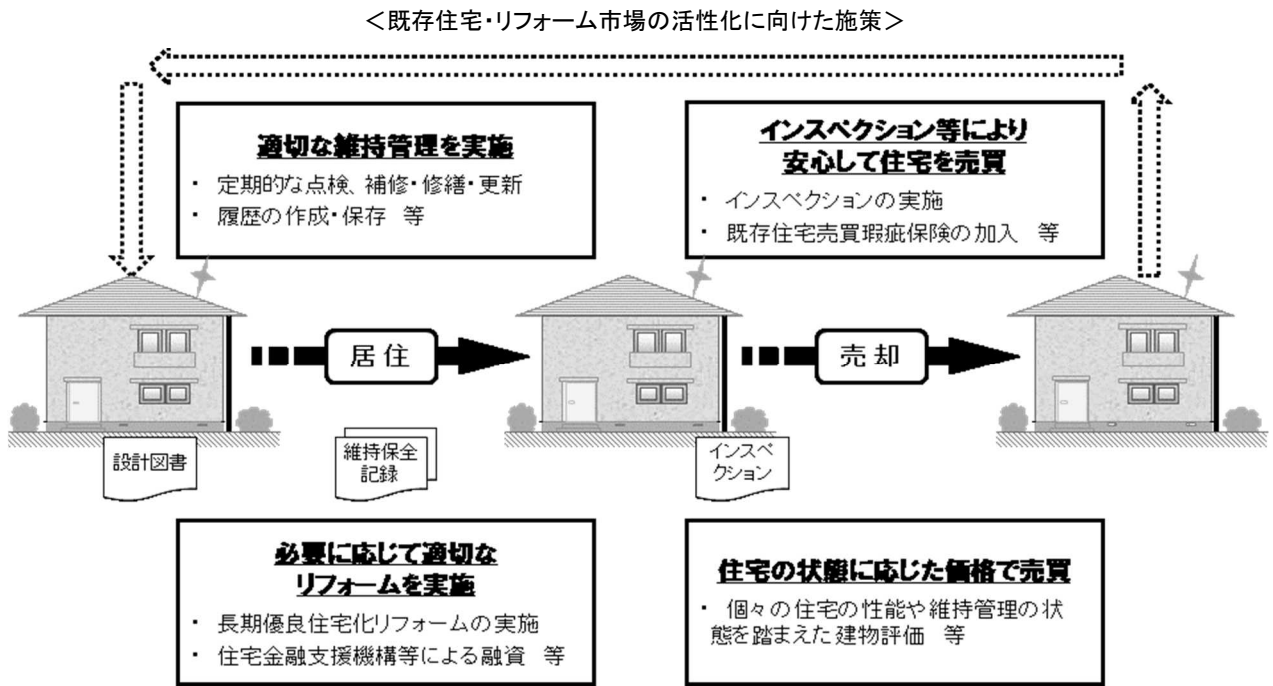 ＜既存住宅・リフォーム市場の活性化に向けた施策＞
適切な維持管理を実施
・ 定期的な点検、補修・修繕・更新
・ 履歴の作成・保存 等
インスペクション等により
安心して住宅を売買
・ インスペクションの実施
・ 既存住宅売買瑕疵保険の加入 等
居住
売却
設計図書
維持保全
記録
インスペ
クション
必要に応じて適切な
リフォームを実施
・ 長期優良住宅化リフォームの実施
・ 住宅金融支援機構等による融資 等
住宅の状態に応じた価格で売買
・ 個々の住宅の性能や維持管理の状
態を踏まえた建物評価 等